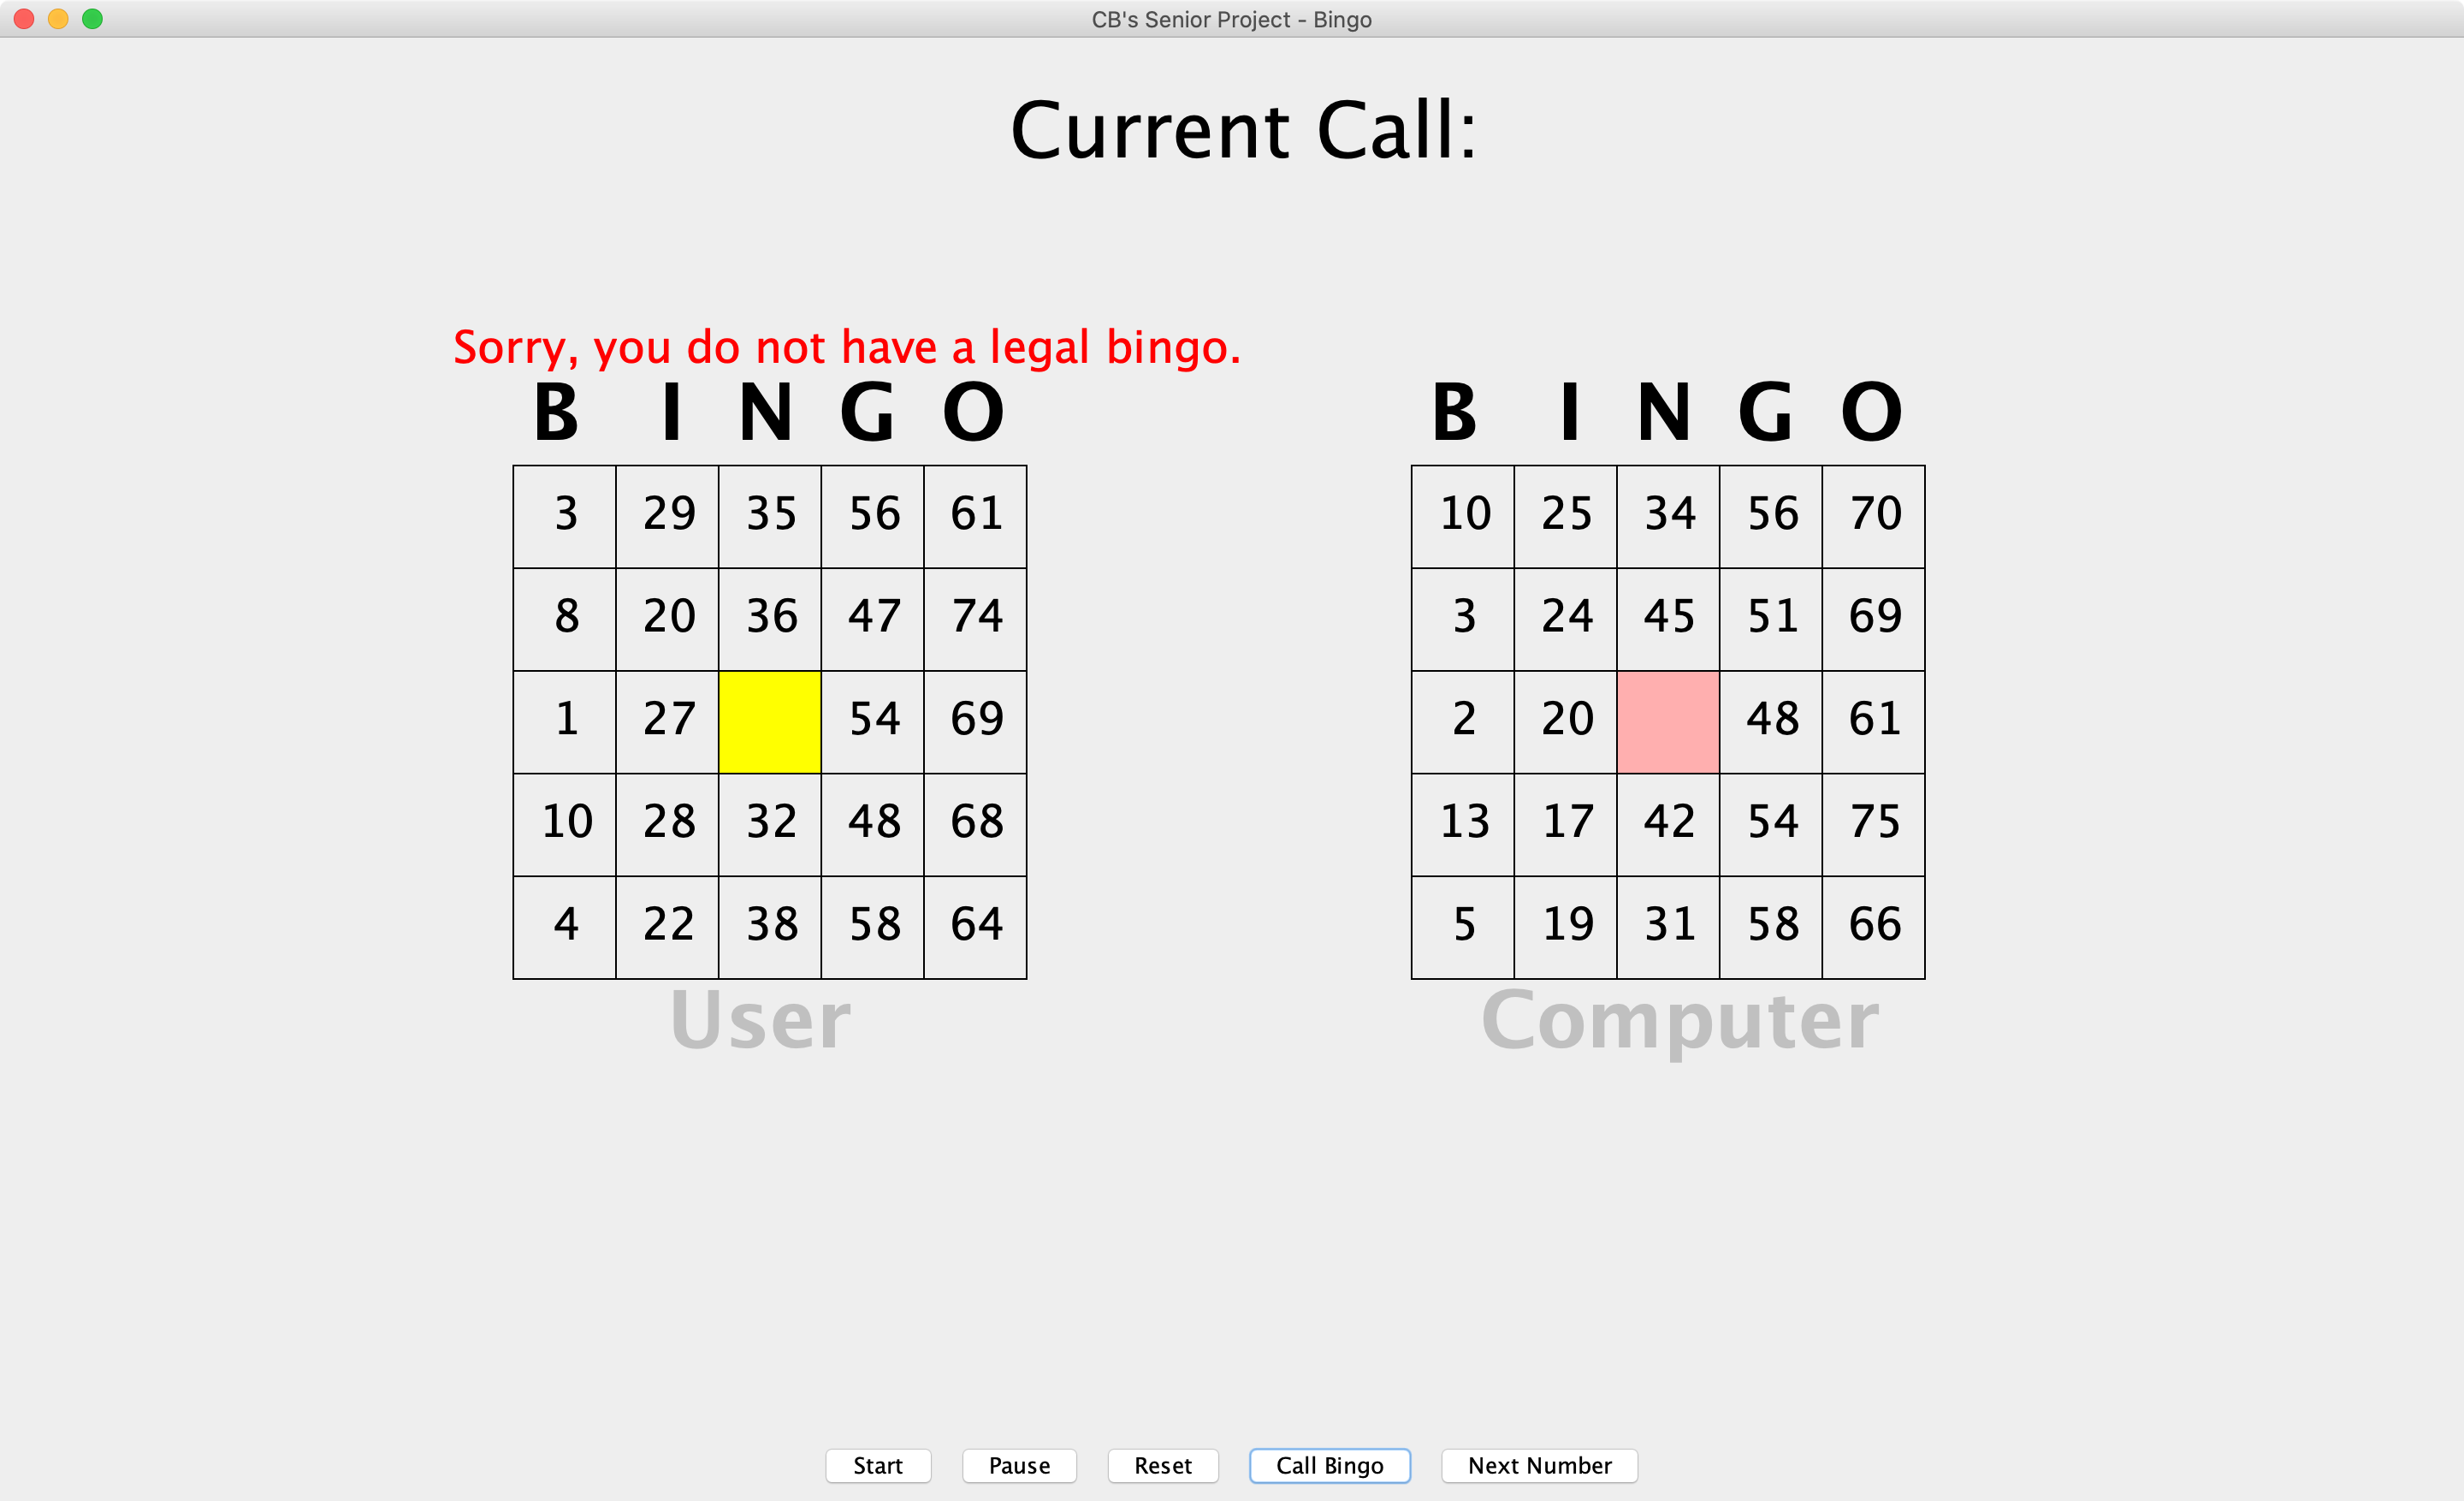 CB's Senior Project - Bingo
Current Call:
Sorry, you do not have a legal bingo.
B I N G O
3 29 35 56 61
8 20 36 47 74
1 27 54 69
10 28 32 48 68
4 22 38 58 64
User
B I N G O
10 25 34 56 70
3 24 45 51 69
2 20 48 61
13 17 42 54 75
5 19 31 58 66
Computer
Start Pause Reset Call Bingo Next Number